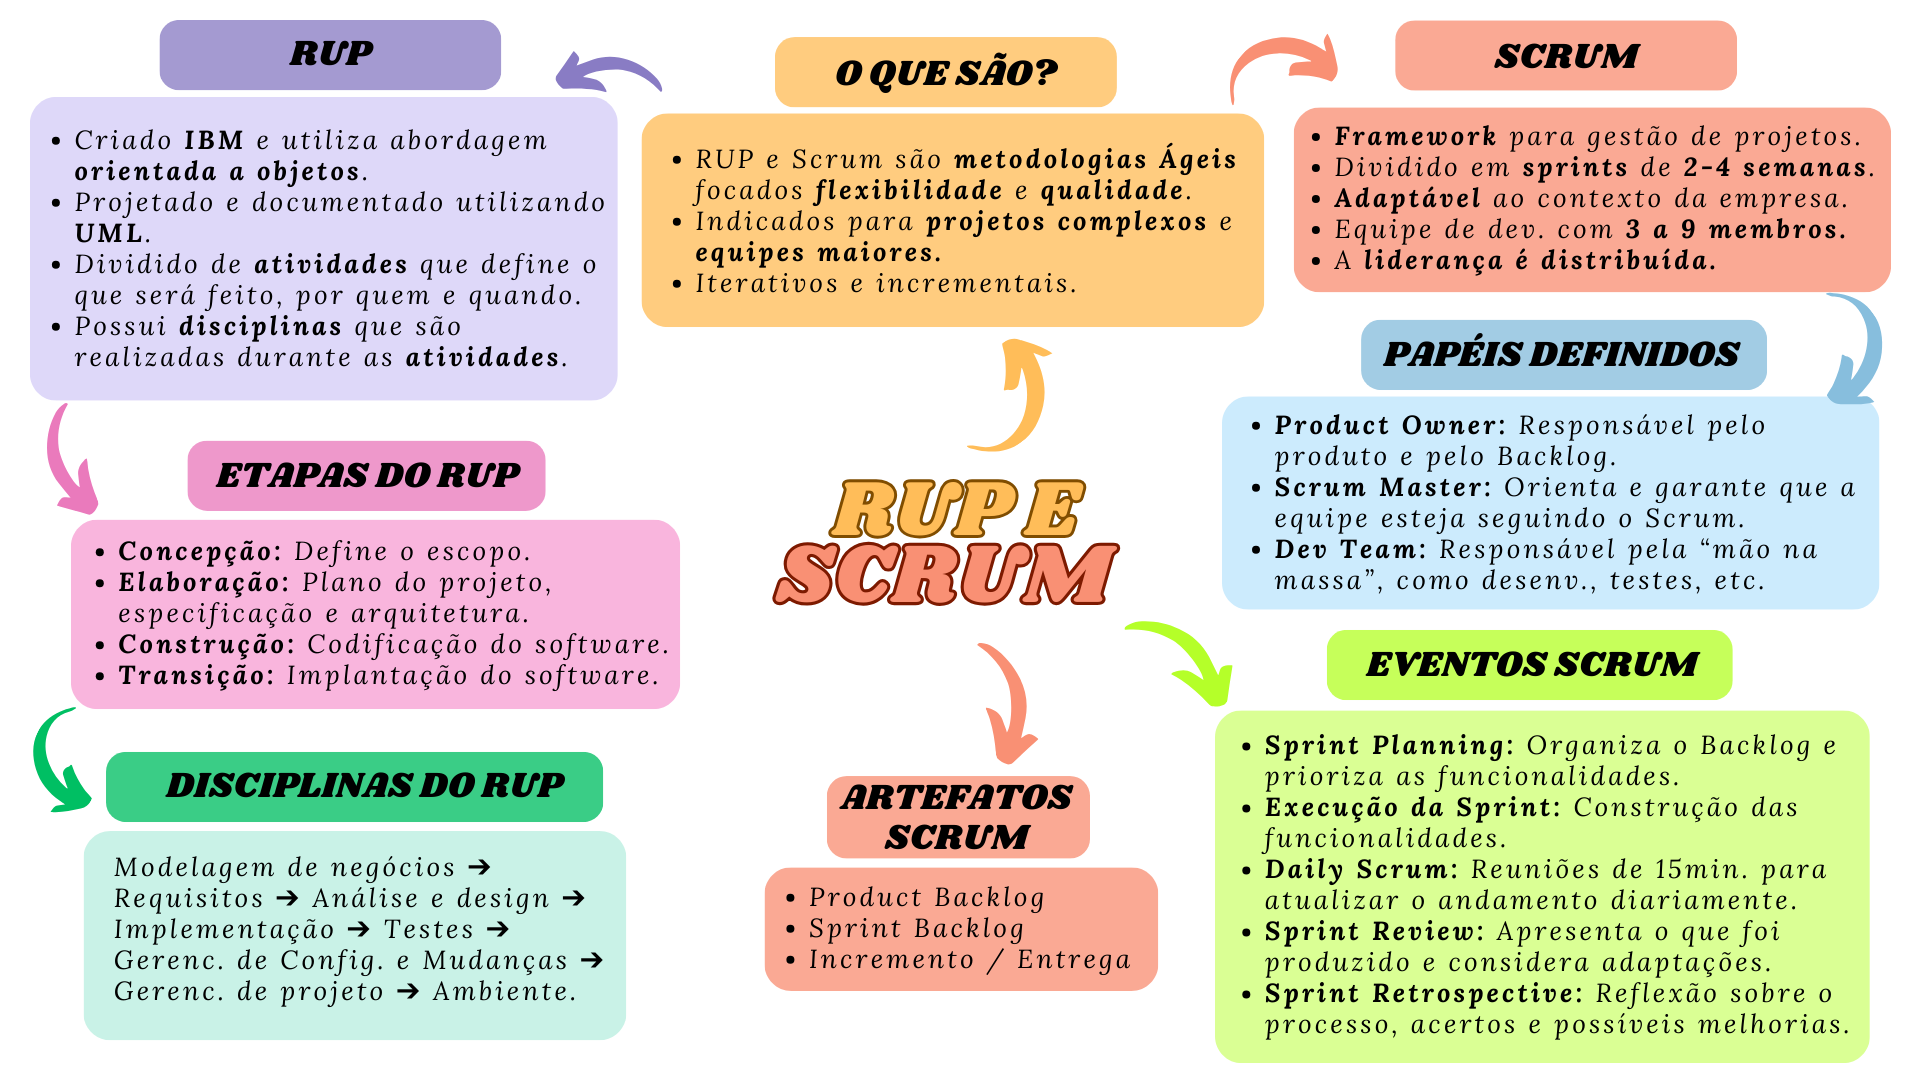 RUP
• Criado IBM e utiliza abordagem
orientada a objetos.
• Projetado e documentado utilizando
UML.
• Dividido de atividades que define o
que será feito, por quem e quando.
• Possui disciplinas que são
realizadas durante as atividades.
O QUE SÃO?
• RUP e Scrum são metodologias Ágeis
focados flexibilidade e qualidade.
• Indicados para projetos complexos e
equipes maiores.
• Iterativos e incrementais.
SCRUM
• Framework para gestão de projetos.
• Dividido em sprints de 2-4 semanas.
• Adaptável ao contexto da empresa.
• Equipe de dev. com 3 a 9 membros.
• A liderança é distribuída.
PAPÉIS DEFINIDOS
• Product Owner: Responsável pelo
produto e pelo Backlog.
• Scrum Master: Orienta e garante que a
equipe esteja seguindo o Scrum.
• Dev Team: Responsável pela “mão na
massa”, como desenv., testes, etc.
ETAPAS DO RUP
• Concepção: Define o escopo.
• Elaboração: Plano do projeto,
especificação e arquitetura.
• Construção: Codificação do software.
• Transição: Implantação do software.
RUP E
SCRUM
DISCIPLINAS DO RUP
Modelagem de negócios ➔
Requisitos ➔ Análise e design ➔
Implementação ➔ Testes ➔
Gerenc. de Config. e Mudanças ➔
Gerenc. de projeto ➔ Ambiente.
ARTEFATOS
SCRUM
• Product Backlog
• Sprint Backlog
• Incremento / Entrega
EVENTOS SCRUM
• Sprint Planning: Organiza o Backlog e
prioriza as funcionalidades.
• Execução da Sprint: Construção das
funcionalidades.
• Daily Scrum: Reuniões de 15min. para
atualizar o andamento diariamente.
• Sprint Review: Apresenta o que foi
produzido e considera adaptações.
• Sprint Retrospective: Reflexão sobre o
processo, acertos e possíveis melhorias.